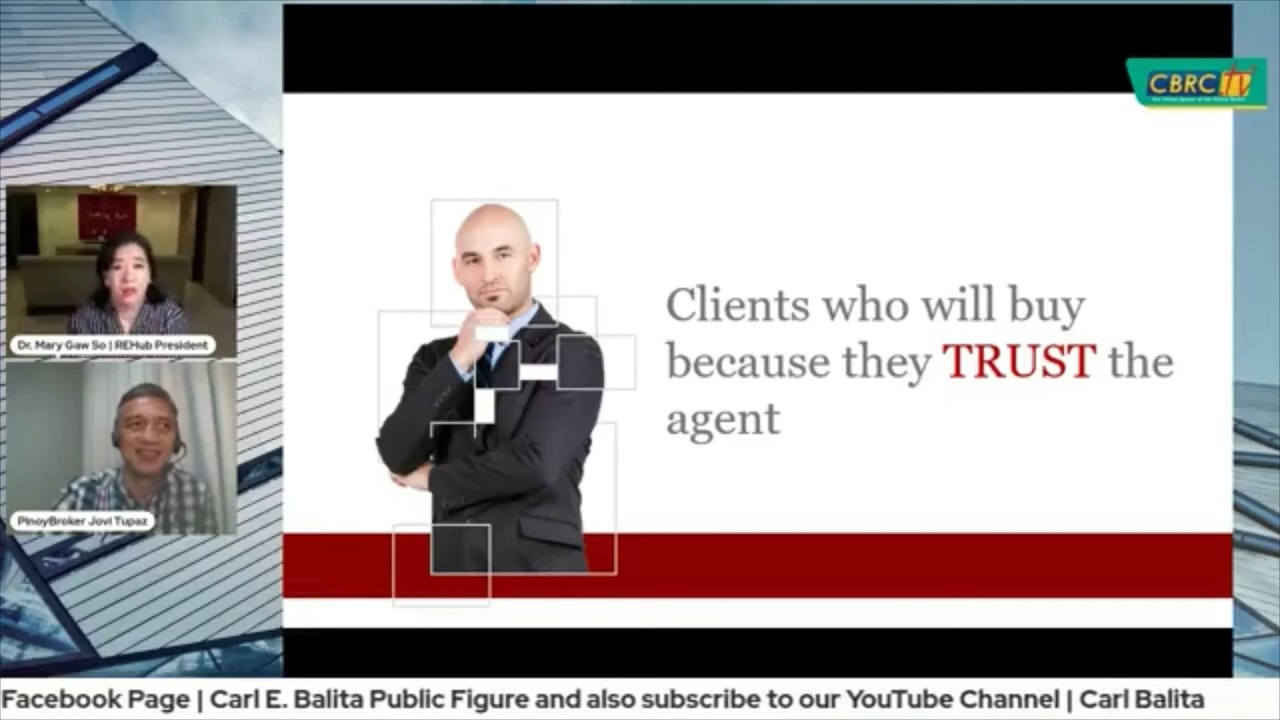 CBRC tv
Dr. Mary Gaw So | REHub President
PinoyBroker Jovi Tupaz
Clients who will buy
because they TRUST the
agent
Facebook Page | Carl E. Balita Public Figure and also subscribe to our YouTube Channel | Carl Balita